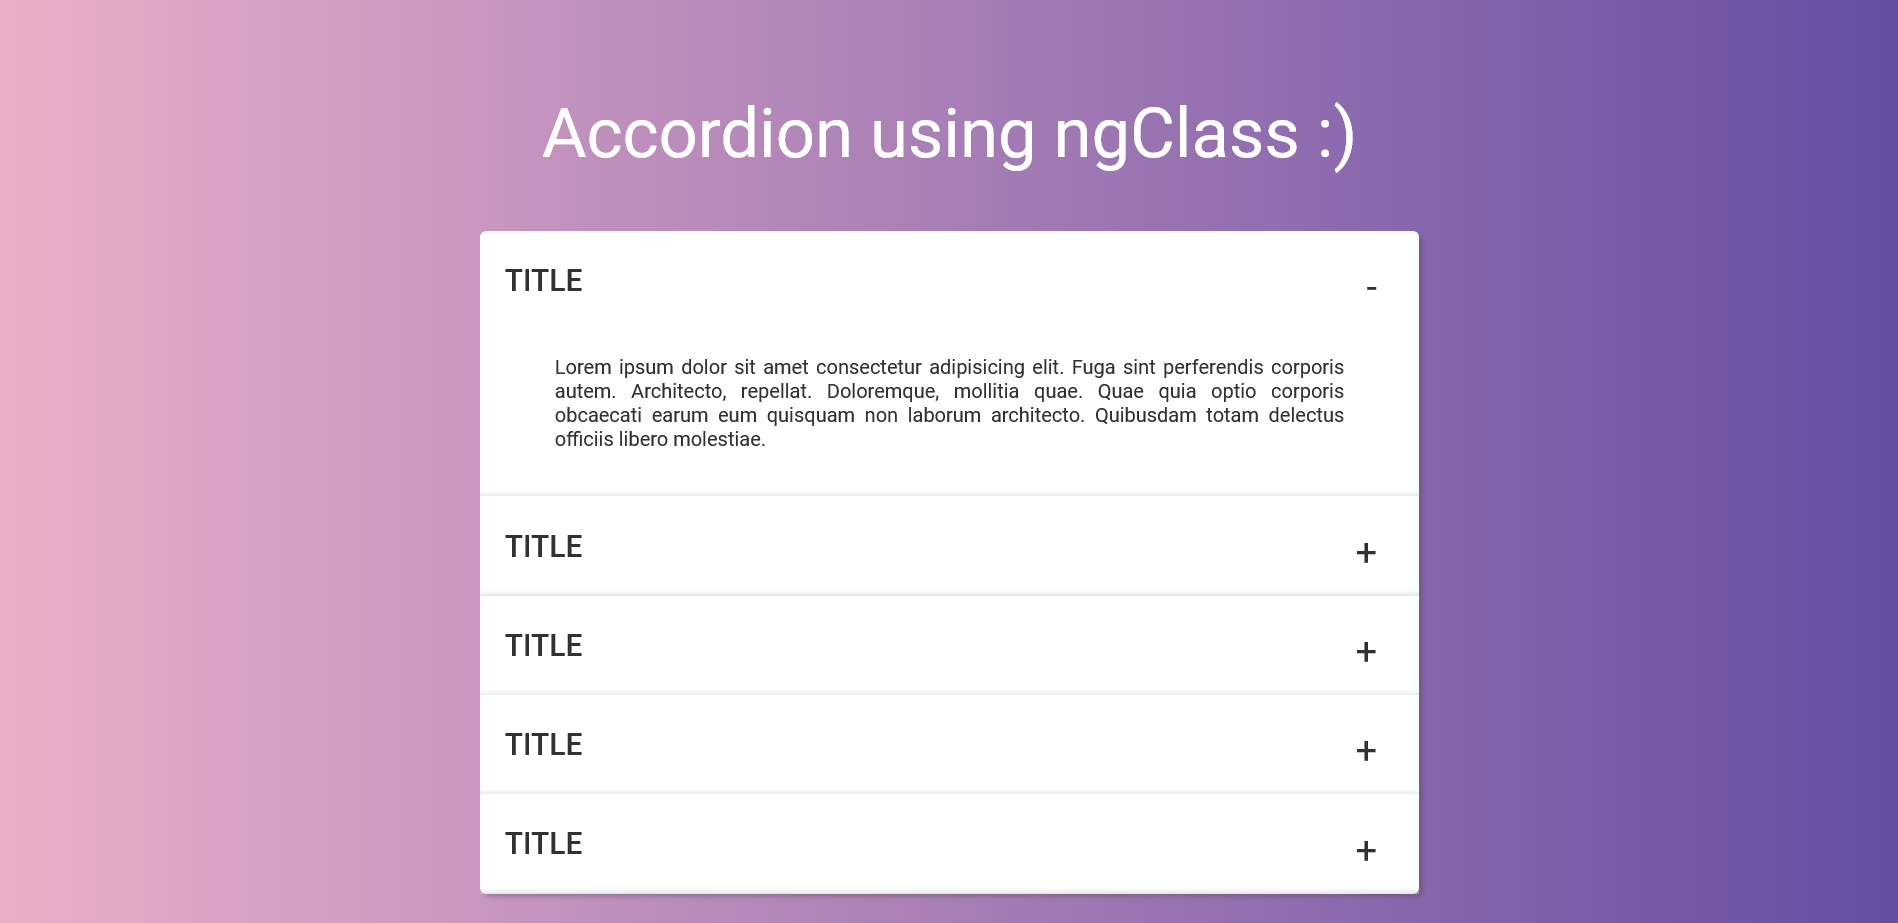 Accordion using ngClass :)
TITLE -
Lorem ipsum dolor sit amet consectetur adipisicing elit. Fuga sint perferendis corporis
autem. Architecto, repellat. Doloremque, mollitia quae. Quae quia optio corporis
obcaecati earum eum quisquam non laborum architecto. Quibusdam totam delectus
officiis libero molestiae.
TITLE +
TITLE +
TITLE +
TITLE +